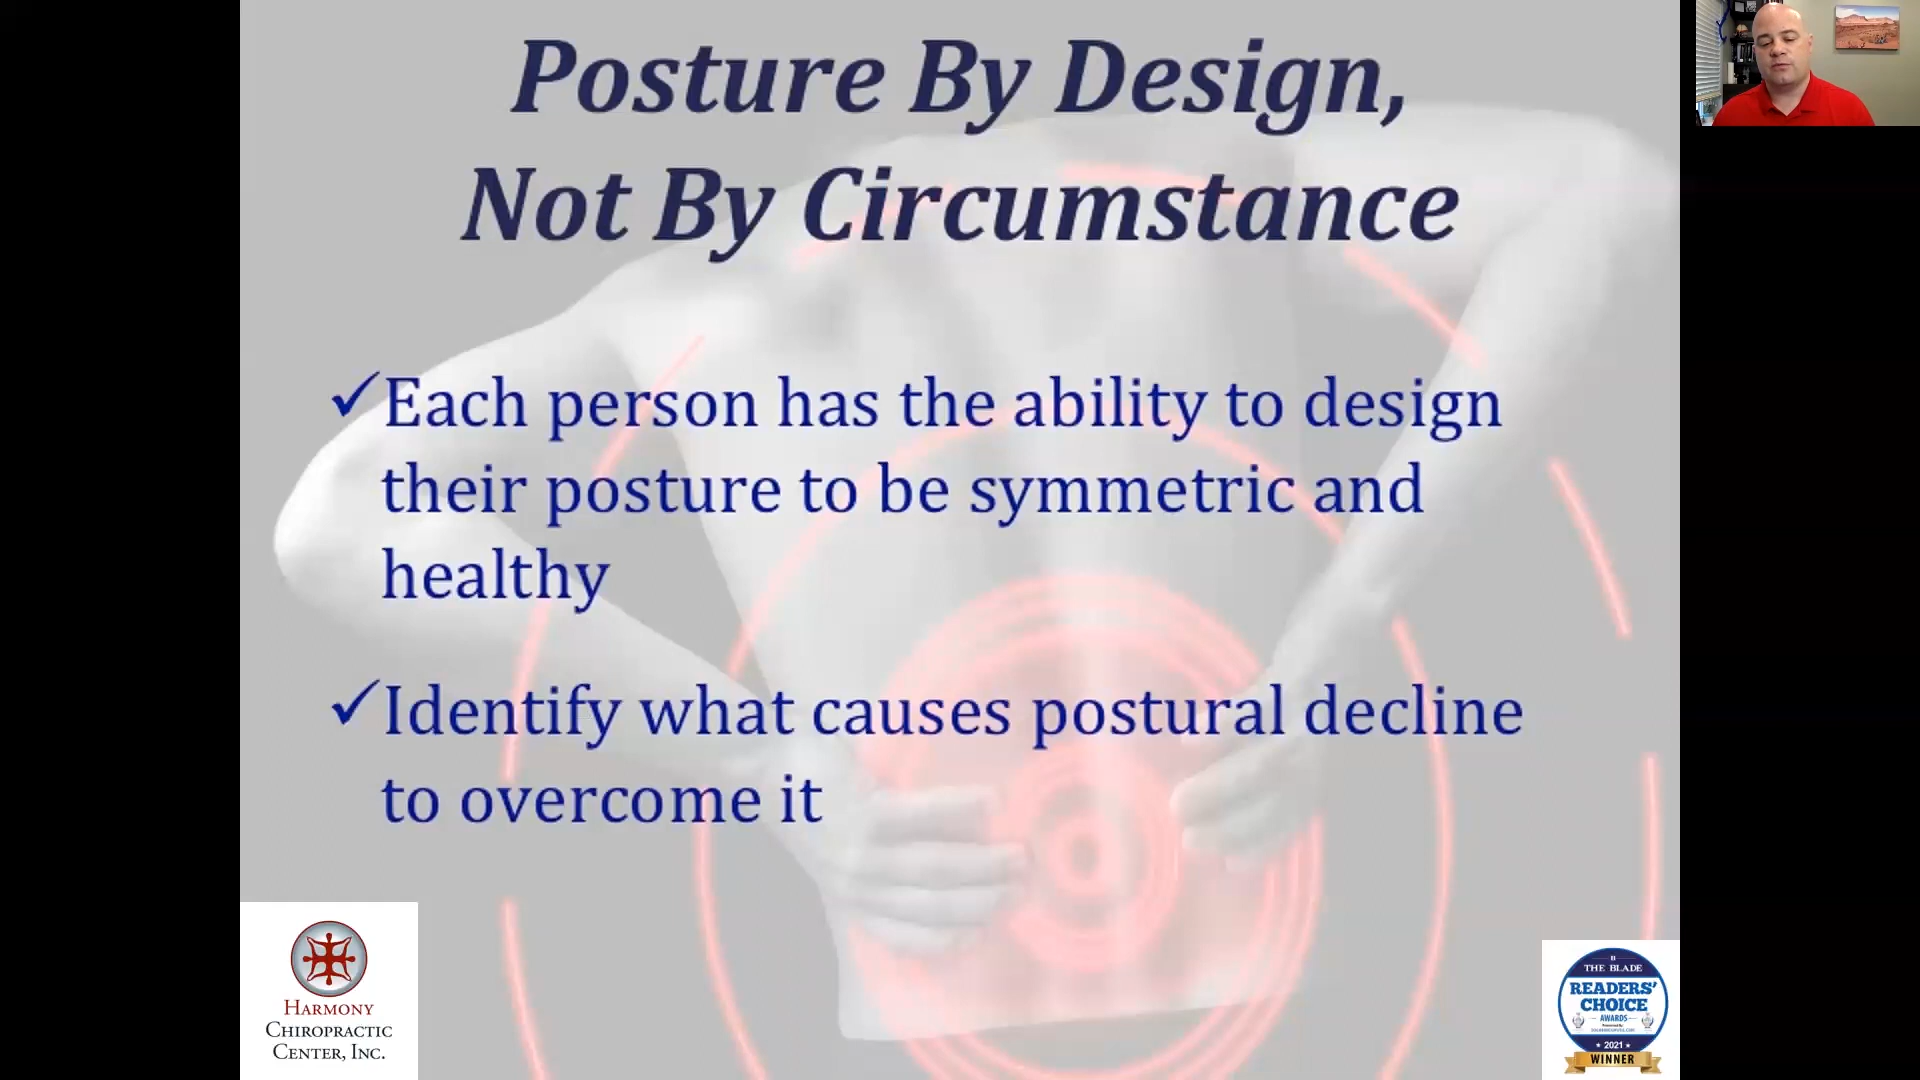 Posture By Design,
Not By Circumstance
✓Each person has the ability to design
their posture to be symmetric and
healthy
✓Identify what causes postural decline
to overcome it
HARMONY
CHIROPRACTIC
CENTER, INC.
B
THE BLADE
READERS'
CHOICE
AWARDS
2021
WINNER